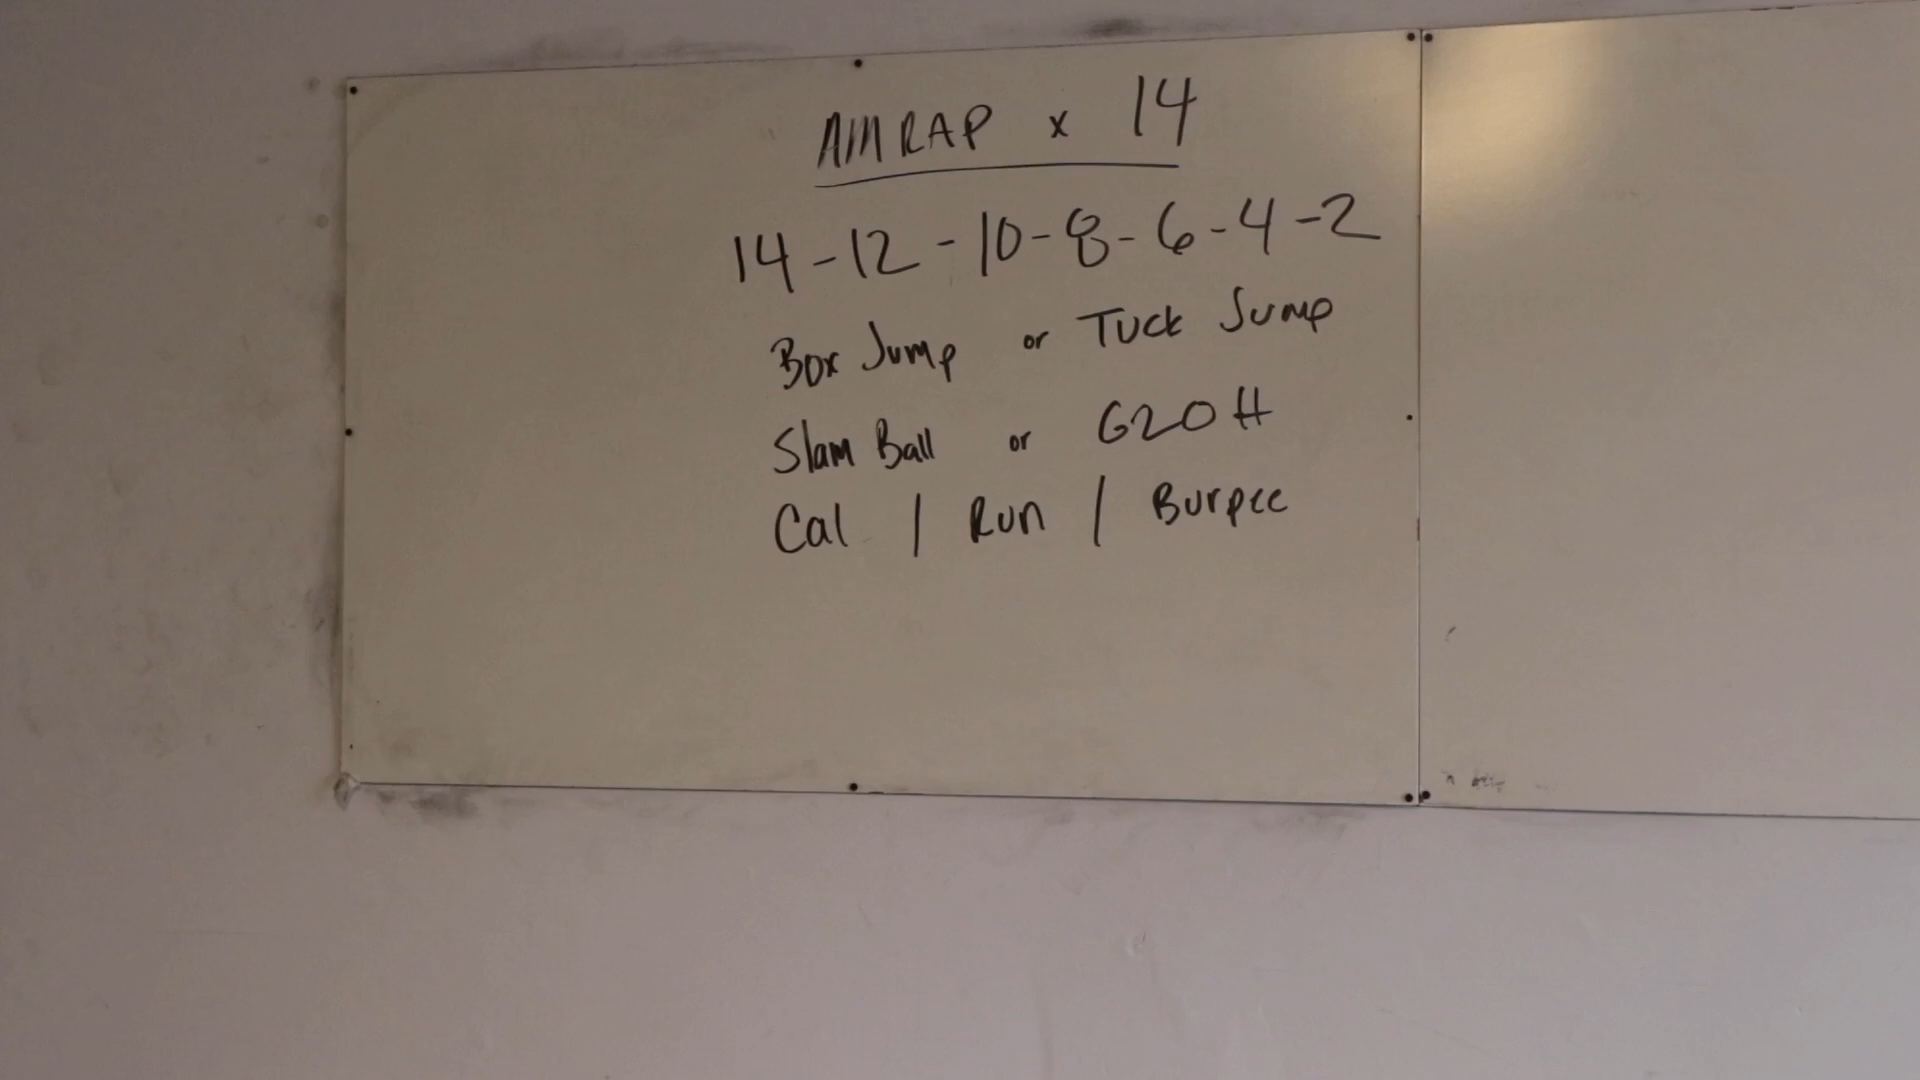 AMRAP x 14
14-12-10-8-6-4-2
Box Jump or Tuck Jump
Slam Ball or G2OH
Cal / Run / Burpee